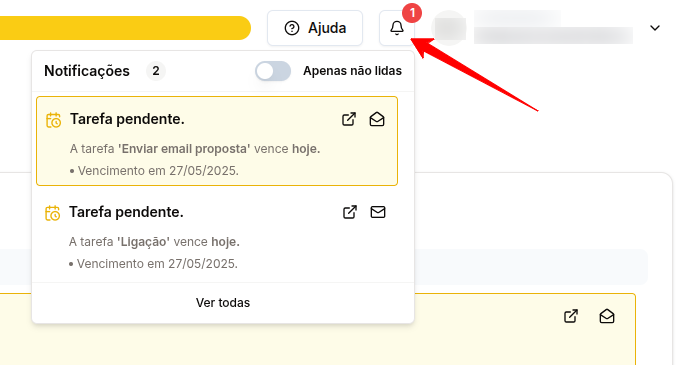 Ajuda
1
Notificações 2 Apenas não lidas
Tarefa pendente.
A tarefa 'Enviar email proposta' vence hoje.
• Vencimento em 27/05/2025.
Tarefa pendente.
A tarefa 'Ligação' vence hoje.
• Vencimento em 27/05/2025.
Ver todas